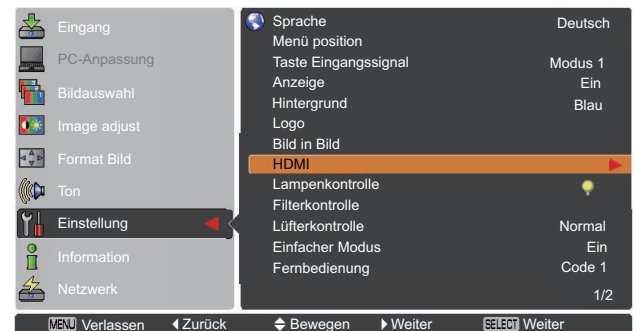 Eingang
PC-Anpassung
Bildauswahl
Image adjust
Format Bild
Ton
Einstellung
Information
Netzwerk
Sprache Deutsch
Menü position
Taste Eingangssignal Modus 1
Anzeige Ein
Hintergrund Blau
Logo
Bild in Bild
HDMI
Lampenkontrolle
Filterkontrolle
Lüfterkontrolle Normal
Einfacher Modus Ein
Fernbedienung Code 1
1/2
MENU Verlassen Zurück Bewegen Weiter SELECT Weiter